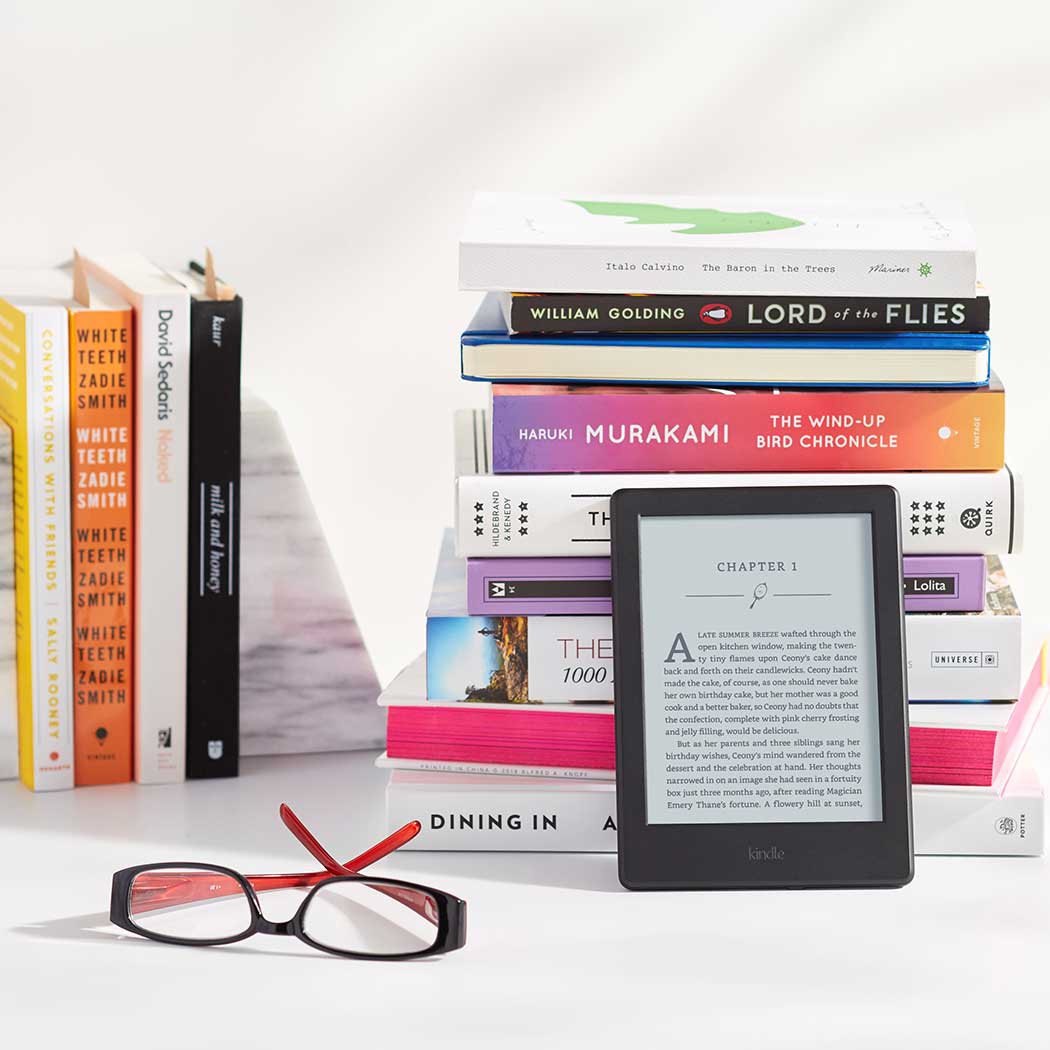 CONVERSATIONS WITH FRIENDS | SALLY ROONEY
HOGARTH
WHITE
TEETH
ZADIE
SMITH
WHITE
TEETH
ZADIE
SMITH
WHITE
TEETH
ZADIE
SMITH
WHITE
TEETH
ZADIE
SMITH
VINTAGE
David Sedaris Naked
kaur
milk and honey
Italo Calvino The Baron in the Trees Mariner
WILLIAM GOLDING LORD of the FLIES
HARUKI MURAKAMI THE WIND-UP
BIRD CHRONICLE
VINTAGE
HILDEBRAND
& KENEDY
TH
QUIRK
Lolita
THE
1000
UNIVERSE
PRINTED IN CHINA © 2018 ALFRED A. KNOPF
DINING IN A
POTTER
CHAPTER 1
A LATE SUMMER BREEZE wafted through the
open kitchen window, making the twen-
ty tiny flames upon Ceony's cake dance
back and forth on their candlewicks. Ceony hadn't
made the cake, of course, as one should never bake
her own birthday cake, but her mother was a good
cook and a better baker, so Ceony had no doubts that
the confection, complete with pink cherry frosting
and jelly filling, would be delicious.
But as her parents and three siblings sang her
birthday wishes, Ceony's mind wandered from the
dessert and the celebration at hand. Her thoughts
narrowed in on an image she had seen in a fortuity
box just three months ago, after reading Magician
Emery Thane's fortune. A flowery hill at sunset,
kindle